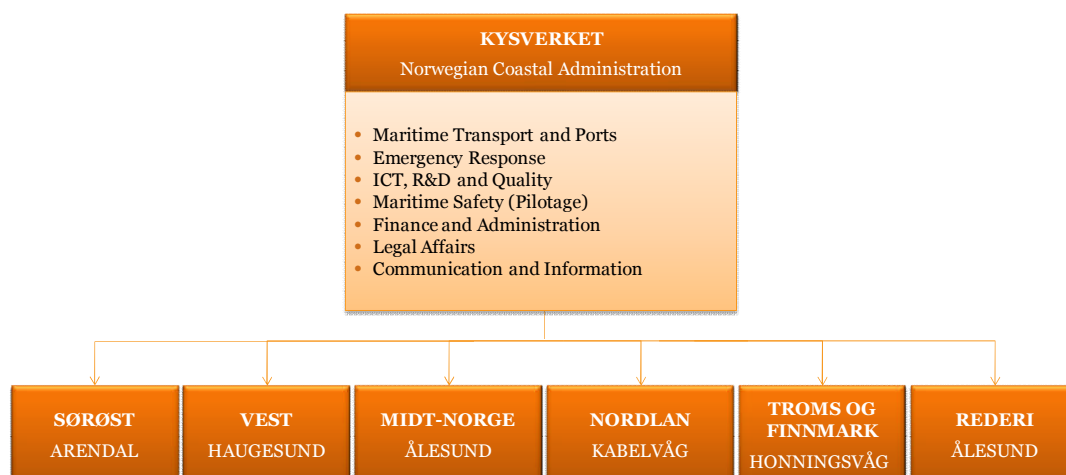 KYSVERKET
Norwegian Coastal Administration
• Maritime Transport and Ports
• Emergency Response
• ICT, R&D and Quality
• Maritime Safety (Pilotage)
• Finance and Administration
• Legal Affairs
• Communication and Information
SØRØST
ARENDAL
VEST
HAUGESUND
MIDT-NORGE
ÅLESUND
NORDLAN
KABELVÅG
TROMS OG
FINNMARK
HONNINGSVÅG
REDERI
ÅLESUND